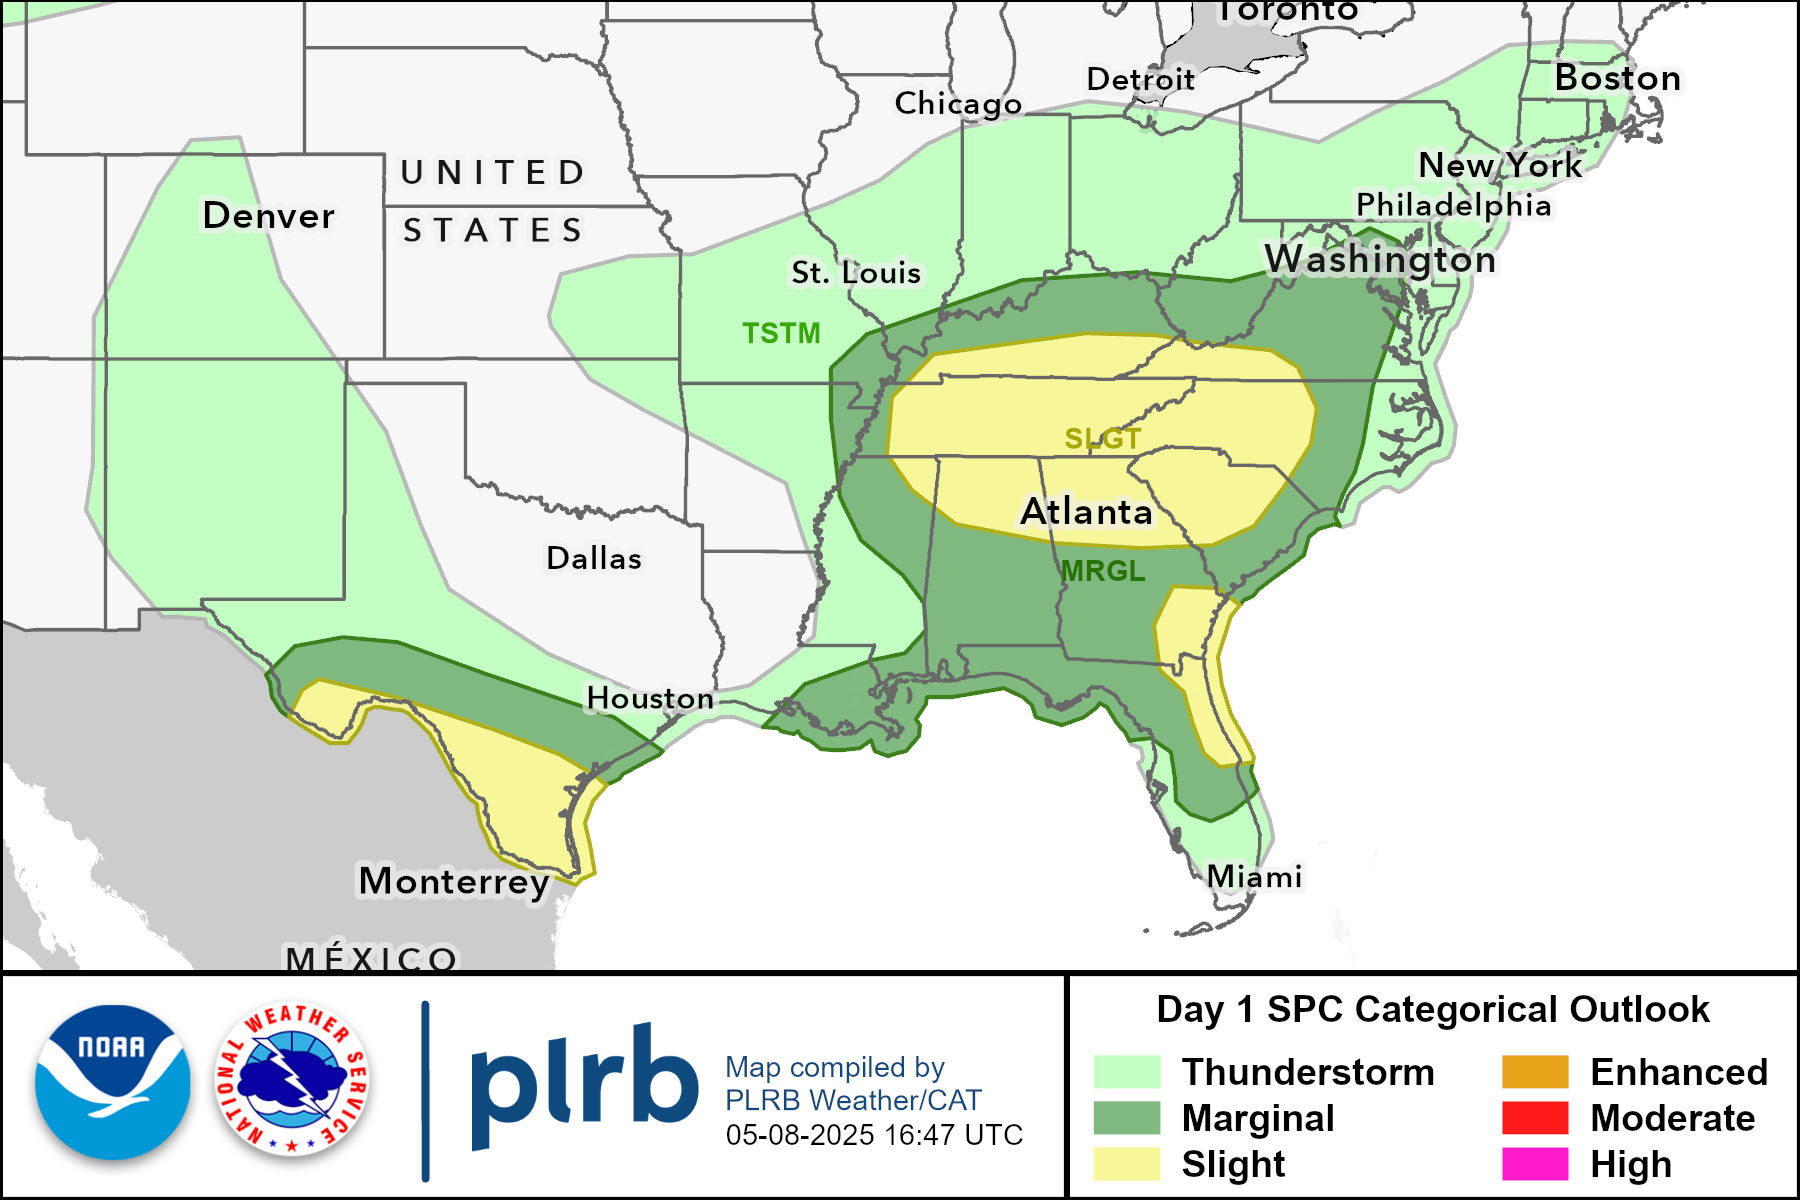 Toronto
Detroit
Boston
Chicago
UNITED
STATES
New York
Denver
Philadelphia
Washington
St. Louis
TSTM
SLGT
Atlanta
Dallas
MRGL
Houston
Monterrey
Miami
MÉXICO
NOAA
NATIONAL WEATHER SERVICE
plrb
Map compiled by
PLRB Weather/CAT
05-08-2025 16:47 UTC
Day 1 SPC Categorical Outlook
Thunderstorm
Marginal
Slight
Enhanced
Moderate
High